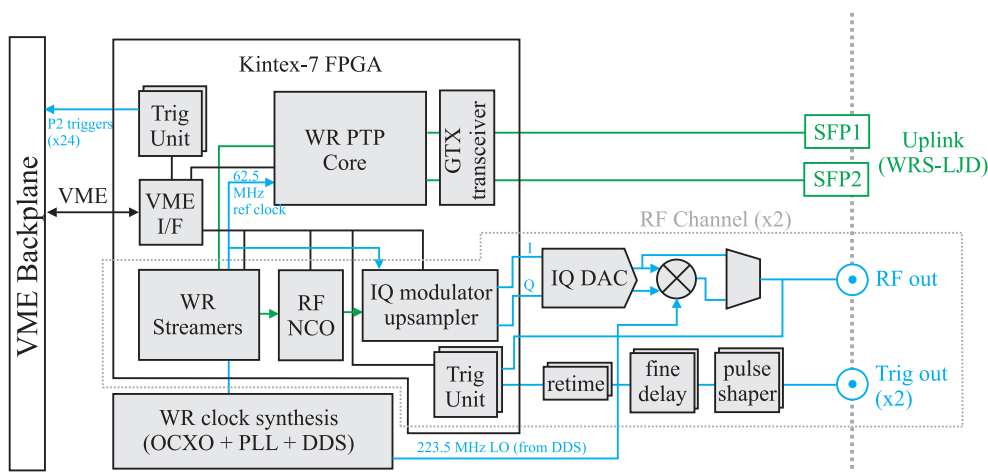 VME Backplane
Kintex-7 FPGA
P2 triggers
(x24)
Trig
Unit
WR PTP
Core
GTX
transceiver
SFP1
SFP2
Uplink
(WRS-LJD)
VME
VME
I/F
62.5
MHz
ref clock
RF Channel (x2)
WR
Streamers
RF
NCO
IQ modulator
upsampler
I
Q
IQ DAC
RF out
Trig
Unit
retime
fine
delay
pulse
shaper
Trig out
(x2)
WR clock synthesis
(OCXO + PLL + DDS)
223.5 MHz LO (from DDS)